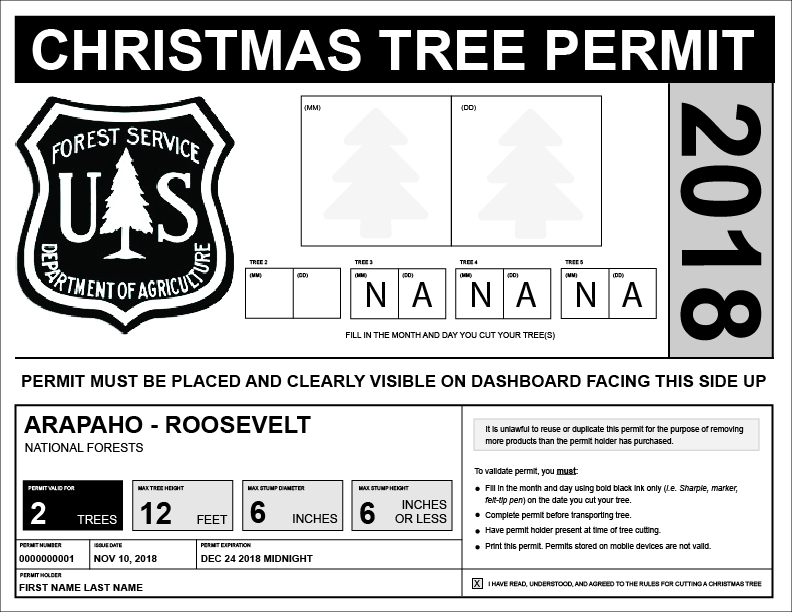 CHRISTMAS TREE PERMIT
FOREST SERVICE
U S
DEPARTMENT OF AGRICULTURE
(MM) (DD)
2018
TREE 2
(MM) (DD)
TREE 3
(MM) (DD)
N A
TREE 4
(MM) (DD)
N A
TREE 5
(MM) (DD)
N A
FILL IN THE MONTH AND DAY YOU CUT YOUR TREE(S)
PERMIT MUST BE PLACED AND CLEARLY VISIBLE ON DASHBOARD FACING THIS SIDE UP
ARAPAHO - ROOSEVELT
NATIONAL FORESTS
PERMIT VALID FOR
2 TREES
MAX TREE HEIGHT
12 FEET
MAX STUMP DIAMETER
6 INCHES
MAX STUMP HEIGHT
6 INCHES
OR LESS
PERMIT NUMBER
0000000001
ISSUE DATE
NOV 10, 2018
PERMIT EXPIRATION
DEC 24 2018 MIDNIGHT
PERMIT HOLDER
FIRST NAME LAST NAME
It is unlawful to reuse or duplicate this permit for the purpose of removing
more products than the permit holder has purchased.
To validate permit, you must:
• Fill in the month and day using bold black ink only (i.e. Sharpie, marker,
felt-tip pen) on the date you cut your tree.
• Complete permit before transporting tree.
• Have permit holder present at time of tree cutting.
• Print this permit. Permits stored on mobile devices are not valid.
X I HAVE READ, UNDERSTOOD, AND AGREED TO THE RULES FOR CUTTING A CHRISTMAS TREE